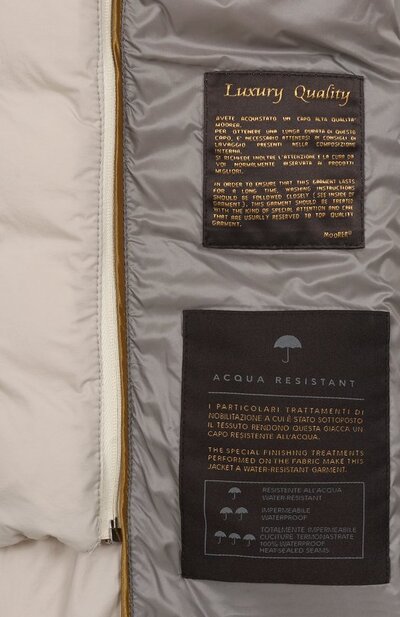 Luxury Quality
AVETE ACQUISTATO UN CAPO ALTA QUALITA'
MOORER.
PER OTTENERE UNA LUNGA DURATA DI QUESTO
CAPO, E' NECESSARIO ATTENERSI AI CONSIGLI DI
LAVAGGIO PRESENTI NELLA COMPOSIZIONE
INTERNA.
SI RICHIEDE INOLTRE L'ATTENZIONE E LA CURA DA
VOI NORMALMENTE RISERVATA AI PRODOTTI
MIGLIORI.
IN ORDER TO ENSURE THAT THIS GARMENT LASTS
FOR A LONG TIME, WASHING INSTRUCTIONS
SHOULD BE FOLLOWED CLOSELY (SEE INSIDE OF
GARMENT), THIS GARMENT SHOULD BE TREATED
WITH THE KIND OF SPECIAL ATTENTION AND CARE
THAT ARE USUALLY RESERVED TO TOP QUALITY
GARMENT.
MOORER®
ACQUA RESISTANT
I PARTICOLARI TRATTAMENTI DI
NOBILITAZIONE A CUI È STATO SOTTOPOSTO
IL TESSUTO RENDONO QUESTA GIACCA UN
CAPO RESISTENTE ALL'ACQUA.
THE SPECIAL FINISHING TREATMENTS
PERFORMED ON THE FABRIC MAKE THIS
JACKET A WATER-RESISTANT GARMENT.
RESISTENTE ALL'ACQUA
WATER-RESISTANT
IMPERMEABILE
WATERPROOF
TOTALMENTE IMPERMEABILE
CUCITURE TERMONASTRATE
100% WATERPROOF
HEAT-SEALED SEAMS